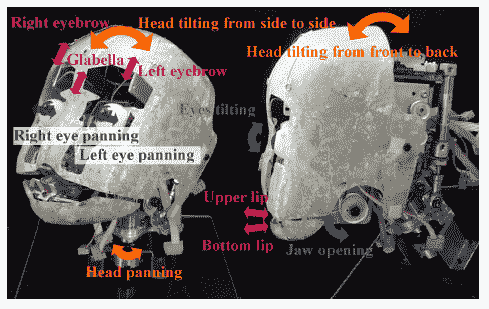 Right eyebrow
Head tilting from side to side
Glabella
Left eyebrow
Right eye panning
Left eye panning
Head panning
Head tilting from front to back
Eyes tilting
Upper lip
Bottom lip
Jaw opening